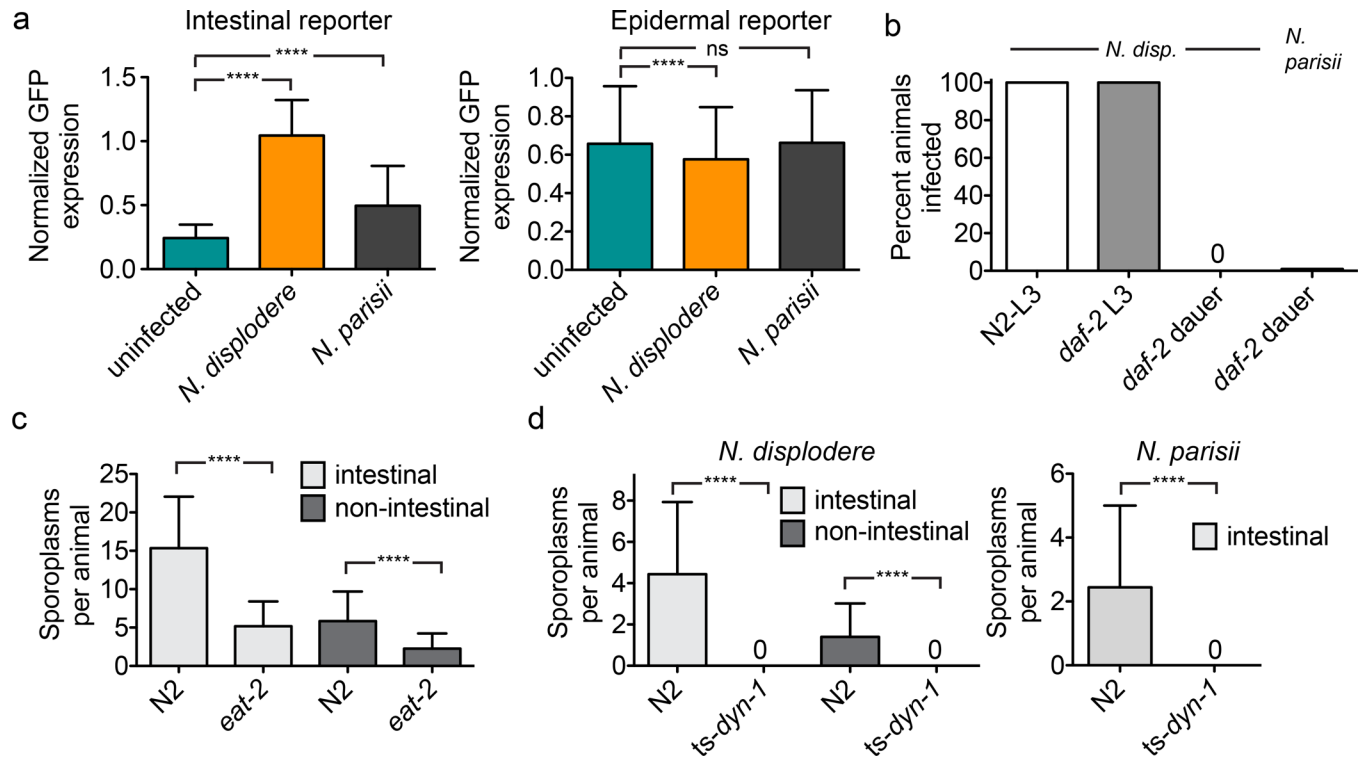 a
Intestinal reporter
****
****
Normalized GFP
expression
1.5
1.0
0.5
0.0
uninfected
N. displodere
N. parisii
Epidermal reporter
ns
****
Normalized GFP
expression
1.0
0.8
0.6
0.4
0.2
0.0
uninfected
N. displodere
N. parisii
b
N. disp.
N.
parisii
Percent animals
infected
100
80
60
40
20
0
0
N2-L3
daf-2 L3
daf-2 dauer
daf-2 dauer
c
Sporoplasms
per animal
25
20
15
10
5
0
****
****
intestinal
non-intestinal
N2
eat-2
N2
eat-2
d
N. displodere
Sporoplasms
per animal
8
6
4
2
0
****
****
intestinal
non-intestinal
0
0
N2
ts-dyn-1
N2
ts-dyn-1
N. parisii
Sporoplasms
per animal
6
4
2
0
****
intestinal
0
N2
ts-dyn-1